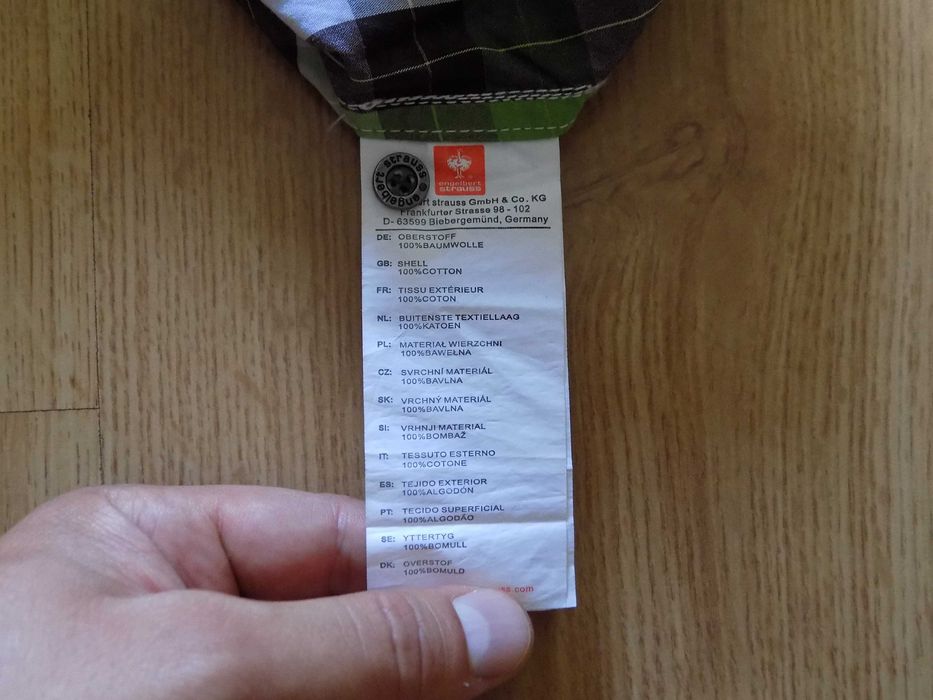 engelbert strauss
engelbert
strauss
strauss GmbH & Co. KG
Frankfurter Strasse 98 - 102
D- 63599 Biebergemünd, Germany
DE: OBERSTOFF
100%BAUMWOLLE
GB: SHELL
100%COTTON
FR: TISSU EXTÉRIEUR
100%COTON
NL: BUITENSTE TEXTIELLAAG
100%KATOEN
PL: MATERIAŁ WIERZCHNI
100%BAWEŁNA
CZ: SVRCHNÍ MATERIÁL
100%BAVLNA
SK: VRCHNÝ MATERIÁL
100%BAVLNA
SI: VRHNJI MATERIAL
100%BOMBAŽ
IT: TESSUTO ESTERNO
100%COTONE
ES: TEJIDO EXTERIOR
100%ALGODÓN
PT: TECIDO SUPERFICIAL
100%ALGODÃO
SE: YTTERTYG
100%BOMULL
DK: OVERSTOF
100%BOMULD
ss.com